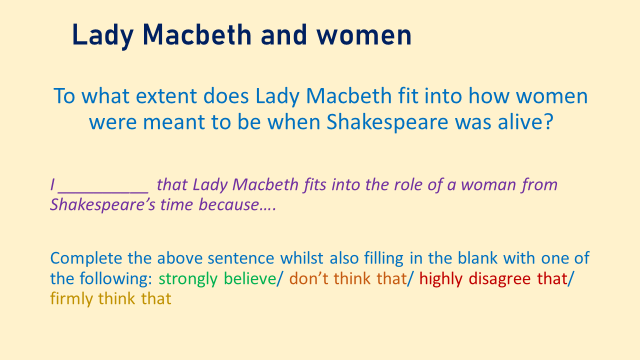 Lady Macbeth and women
To what extent does Lady Macbeth fit into how women
were meant to be when Shakespeare was alive?
I __________ that Lady Macbeth fits into the role of a woman from
Shakespeare's time because….
Complete the above sentence whilst also filling in the blank with one of
the following: strongly believe/ don't think that/ highly disagree that/
firmly think that